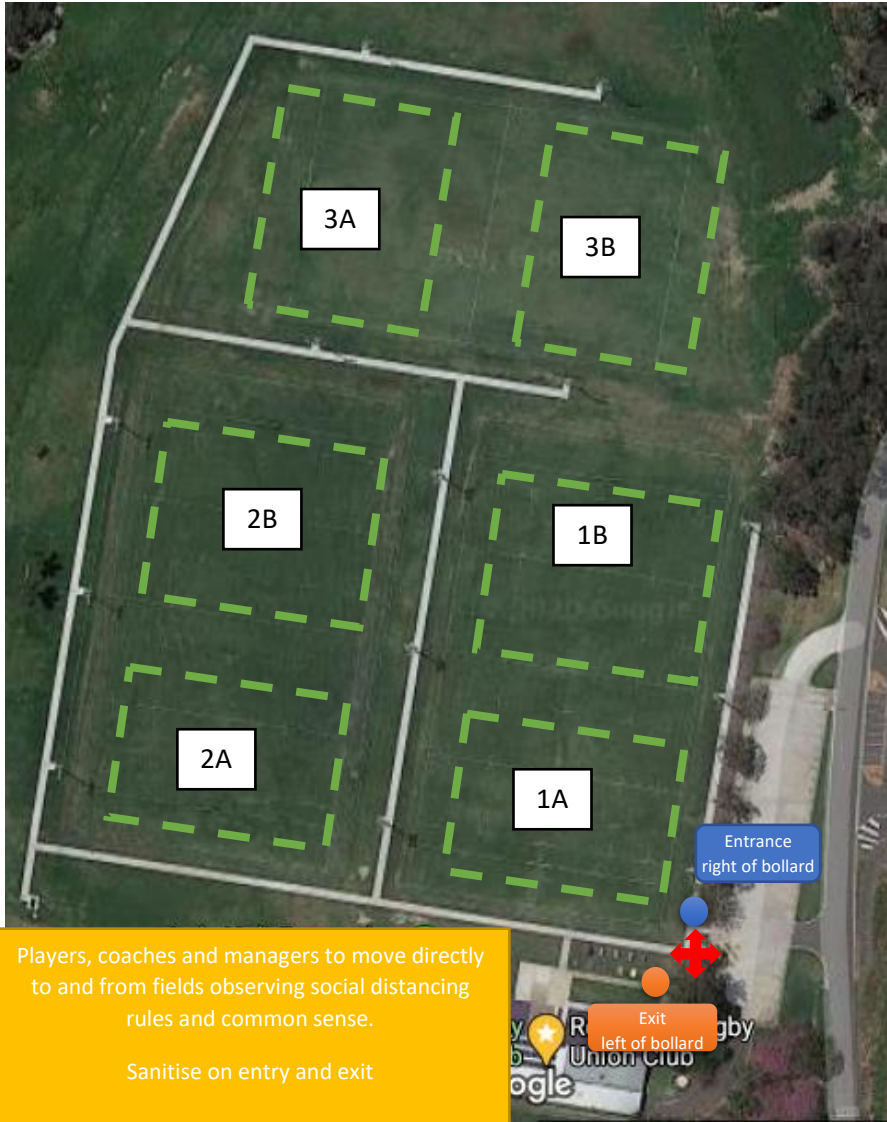 3A
3B
2B
1B
2A
1A
Entrance
right of bollard
Players, coaches and managers to move directly
to and from fields observing social distancing
rules and common sense.
Sanitise on entry and exit
Exit
left of bollard
Union Club